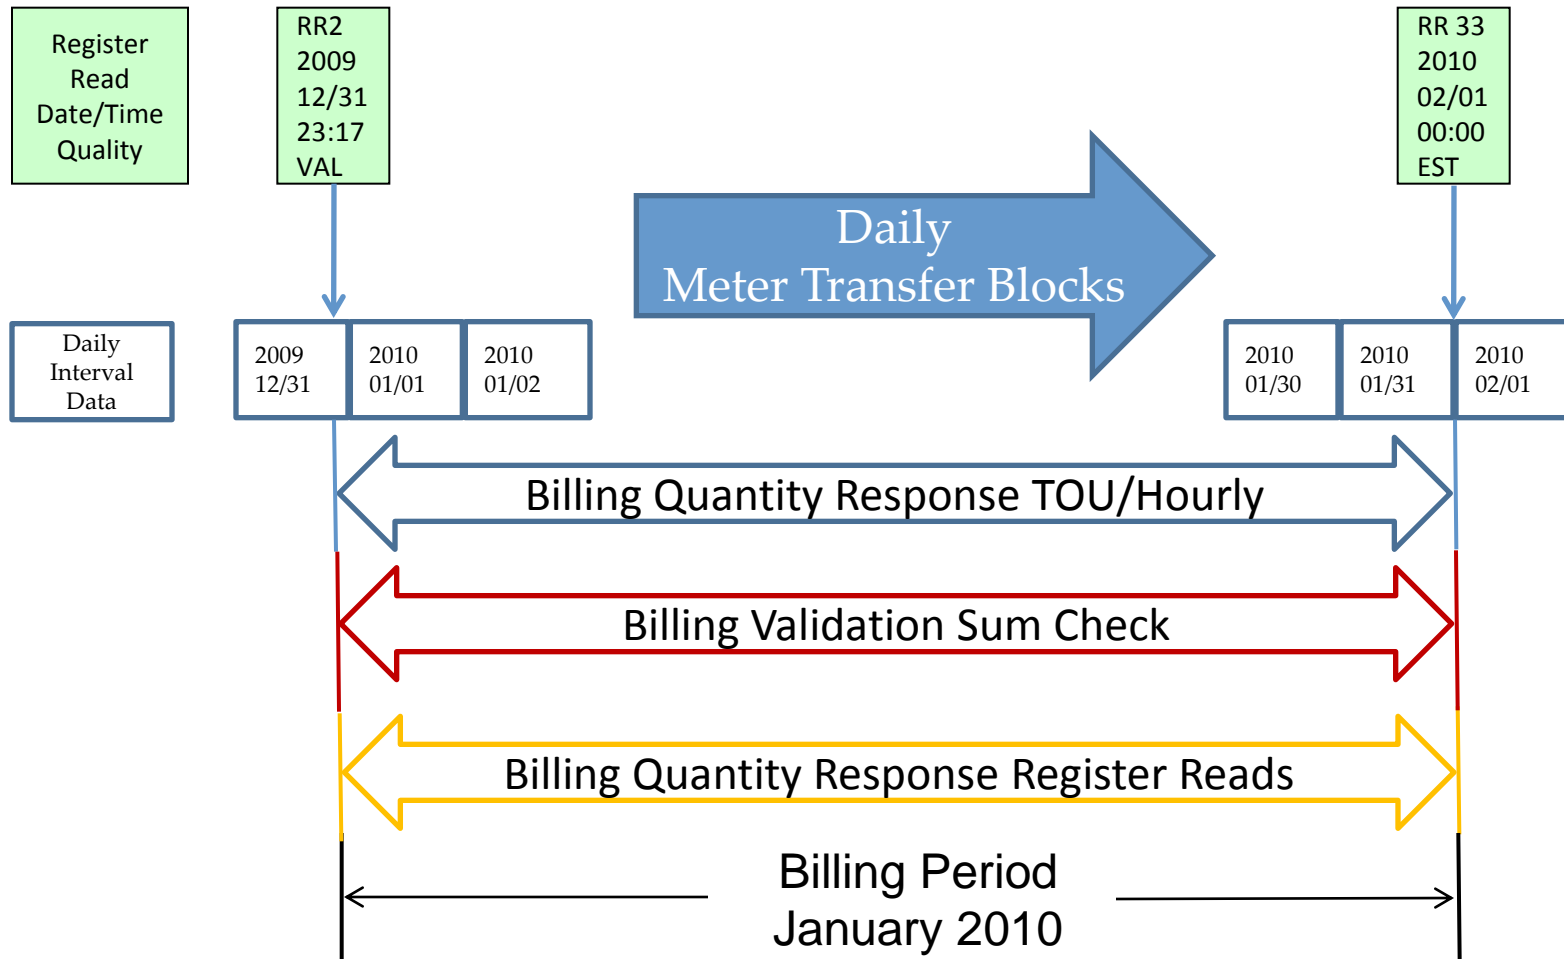 Register
Read
Date/Time
Quality
RR2
2009
12/31
23:17
VAL
RR 33
2010
02/01
00:00
EST
Daily
Meter Transfer Blocks
Daily
Interval
Data
2009
12/31
2010
01/01
2010
01/02
2010
01/30
2010
01/31
2010
02/01
Billing Quantity Response TOU/Hourly
Billing Validation Sum Check
Billing Quantity Response Register Reads
Billing Period
January 2010